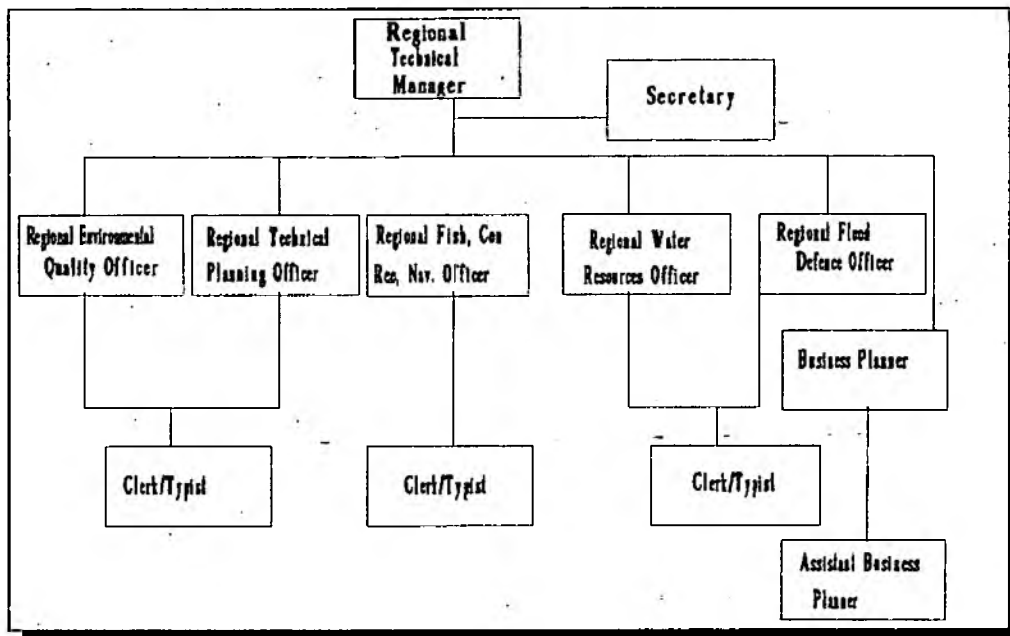 Regional
Technical
Manager
Secretary
Regional Environmental
Quality Officer
Regional Technical
Planning Officer
Regional Fish, Con
Rec, Nav. Officer
Regional Water
Resources Officer
Regional Flood
Defence Officer
Business Planner
Clerk/Typist
Clerk/Typist
Clerk/Typist
Assistant Business
Planner